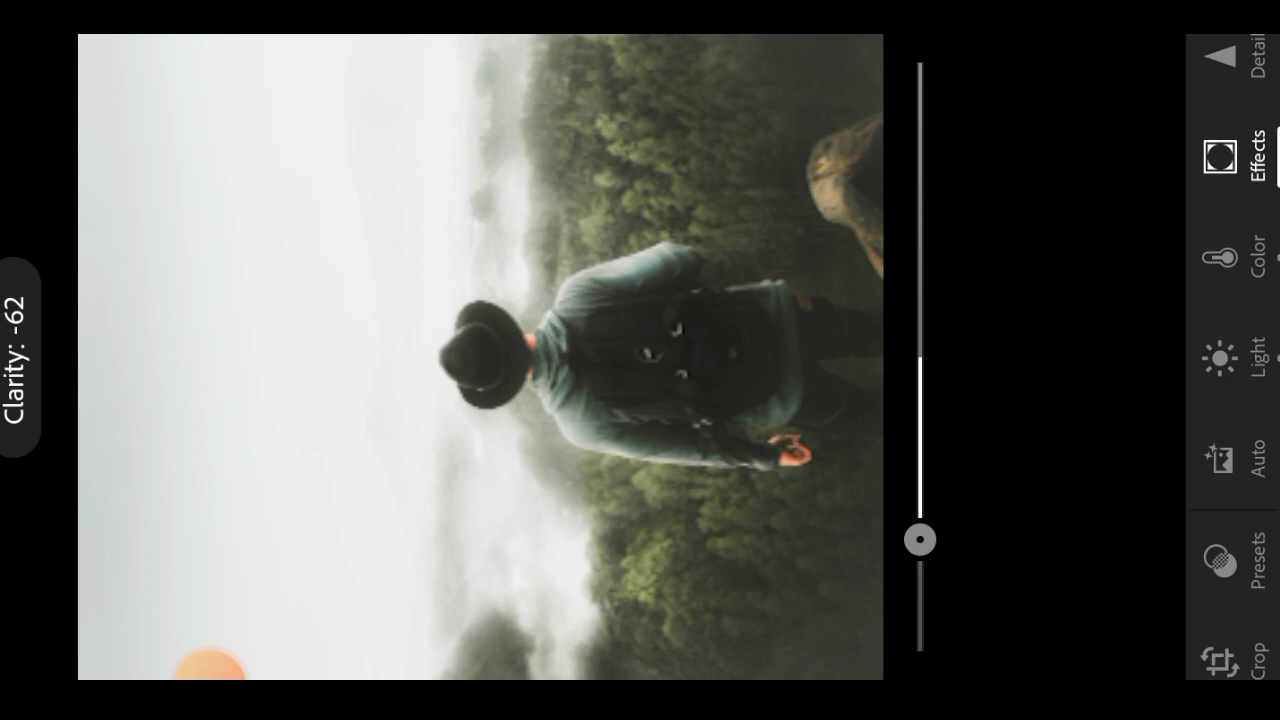 Clarity: -62
Crop
Presets
Auto
Light
Color
Effects
Detail